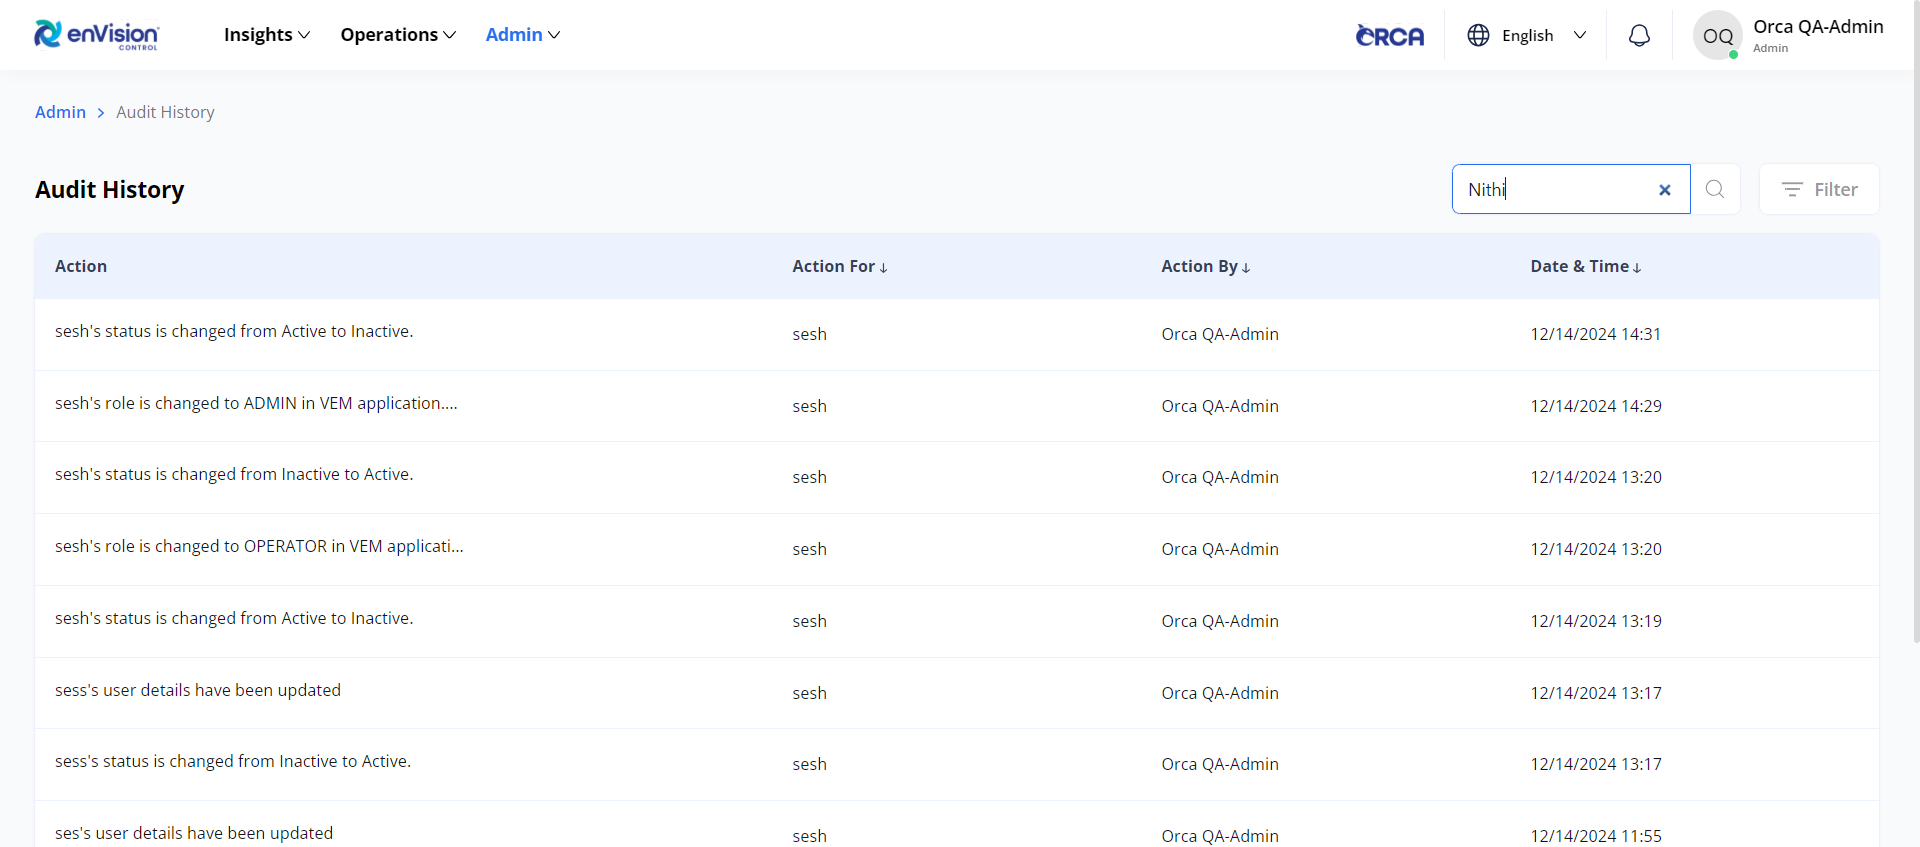 enVision CONTROL Insights Operations Admin ORCA English OQ Orca QA-Admin
Admin
Admin > Audit History
Audit History Nithi × Filter
Action Action For ↓ Action By ↓ Date & Time ↓
sesh's status is changed from Active to Inactive. sesh Orca QA-Admin 12/14/2024 14:31
sesh's role is changed to ADMIN in VEM application.... sesh Orca QA-Admin 12/14/2024 14:29
sesh's status is changed from Inactive to Active. sesh Orca QA-Admin 12/14/2024 13:20
sesh's role is changed to OPERATOR in VEM applicati... sesh Orca QA-Admin 12/14/2024 13:20
sesh's status is changed from Active to Inactive. sesh Orca QA-Admin 12/14/2024 13:19
sess's user details have been updated sesh Orca QA-Admin 12/14/2024 13:17
sess's status is changed from Inactive to Active. sesh Orca QA-Admin 12/14/2024 13:17
ses's user details have been updated sesh Orca QA-Admin 12/14/2024 11:55